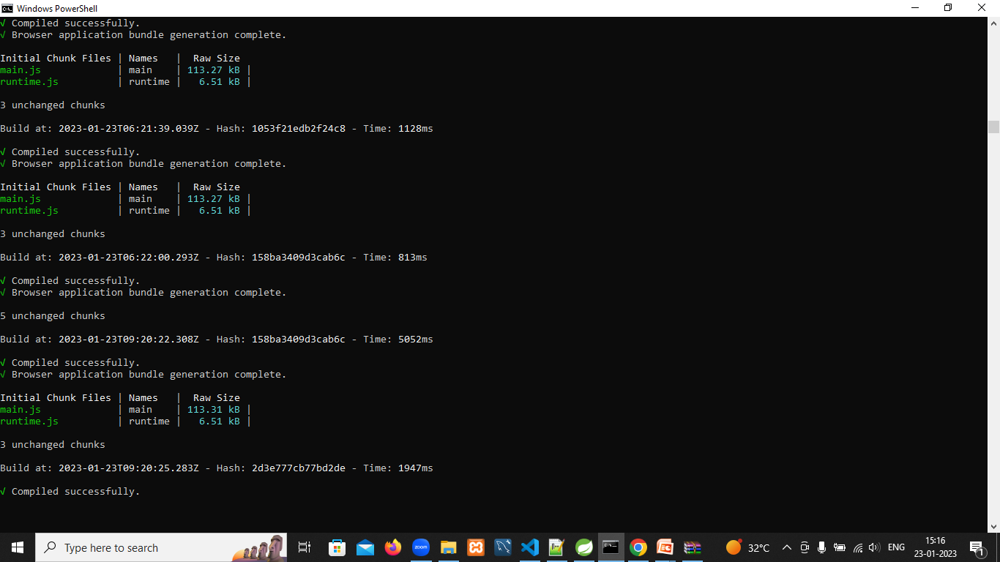 Windows PowerShell
√ Compiled successfully.
√ Browser application bundle generation complete.
Initial Chunk Files | Names   |  Raw Size
main.js             | main    | 113.27 kB |
runtime.js          | runtime |   6.51 kB |
3 unchanged chunks
Build at: 2023-01-23T06:21:39.039Z - Hash: 1053f21edb2f24c8 - Time: 1128ms
√ Compiled successfully.
√ Browser application bundle generation complete.
Initial Chunk Files | Names   |  Raw Size
main.js             | main    | 113.27 kB |
runtime.js          | runtime |   6.51 kB |
3 unchanged chunks
Build at: 2023-01-23T06:22:00.293Z - Hash: 158ba3409d3cab6c - Time: 813ms
√ Compiled successfully.
√ Browser application bundle generation complete.
5 unchanged chunks
Build at: 2023-01-23T09:20:22.308Z - Hash: 158ba3409d3cab6c - Time: 5052ms
√ Compiled successfully.
√ Browser application bundle generation complete.
Initial Chunk Files | Names   |  Raw Size
main.js             | main    | 113.31 kB |
runtime.js          | runtime |   6.51 kB |
3 unchanged chunks
Build at: 2023-01-23T09:20:25.283Z - Hash: 2d3e777cb77bd2de - Time: 1947ms
√ Compiled successfully.
Type here to search
zoom
32°C
ENG
15:16
23-01-2023
1